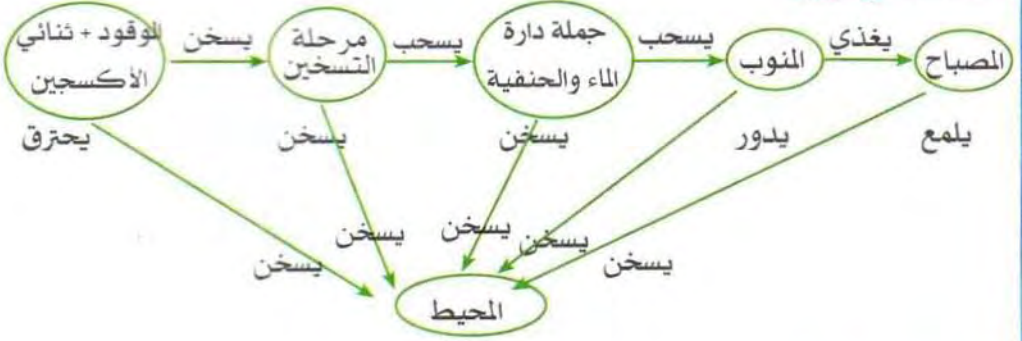 الوقود + ثنائي
الأكسجين
يسخن
مرحلة
التسخين
يسحب
جملة دارة
الماء والحنفية
يسحب
المنوب
يغذي
المصباح
يحترق
يسخن
يسخن
يدور
يلمع
يسخن
يسخن
يسخن
يسخن
يسخن
المحيط